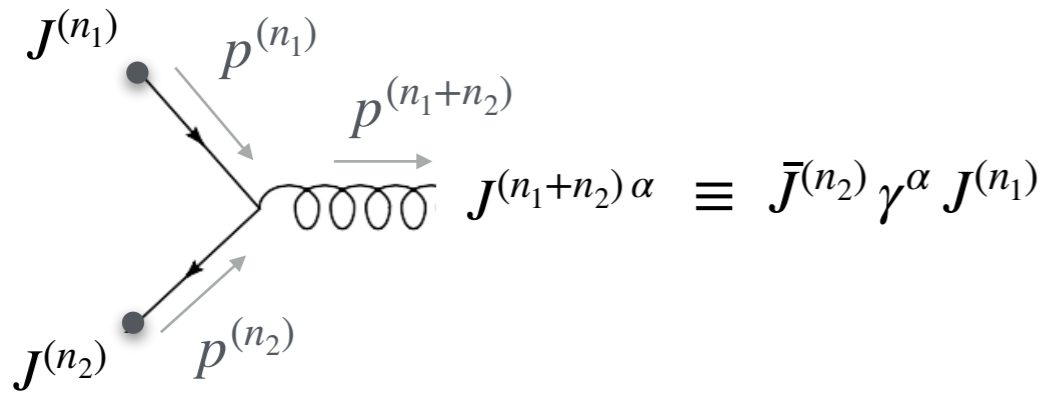 J^{(n_1)}
p^{(n_1)}
p^{(n_1+n_2)}
J^{(n_1+n_2) α} ≡ J̄^{(n_2)} γ^α J^{(n_1)}
p^{(n_2)}
J^{(n_2)}